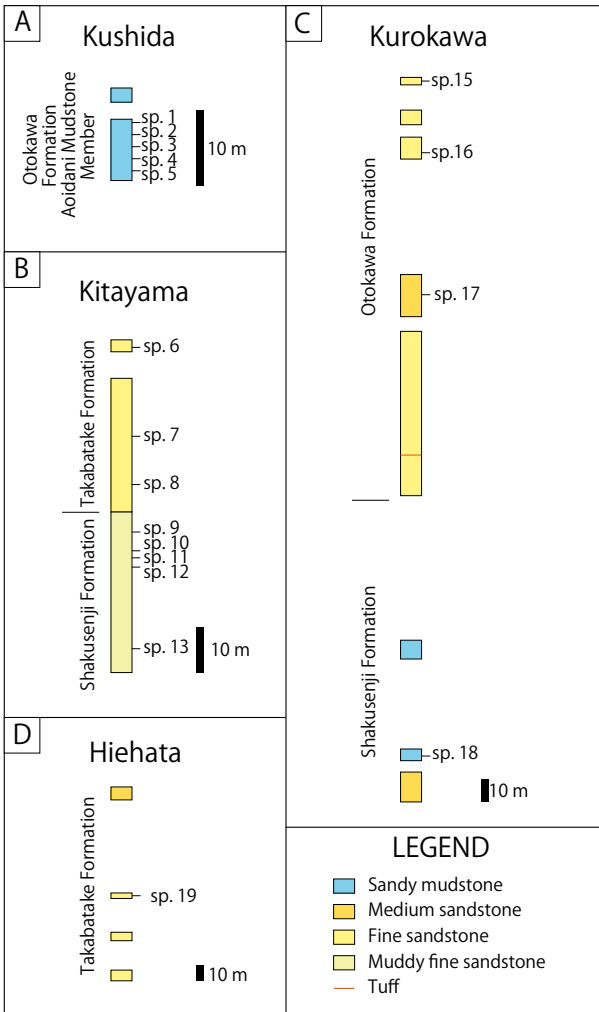 A
Kushida
Otokawa
Formation
Aoidani Mudstone
Member
sp. 1
sp. 2
sp. 3
sp. 4
sp. 5
10 m
B
Kitayama
Takabatake Formation
Shakusenji Formation
sp. 6
sp. 7
sp. 8
sp. 9
sp. 10
sp. 11
sp. 12
sp. 13
10 m
D
Hiehata
Takabatake Formation
sp. 19
10 m
C
Kurokawa
Otokawa Formation
Shakusenji Formation
sp.15
sp.16
sp. 17
sp. 18
10 m
LEGEND
Sandy mudstone
Medium sandstone
Fine sandstone
Muddy fine sandstone
Tuff